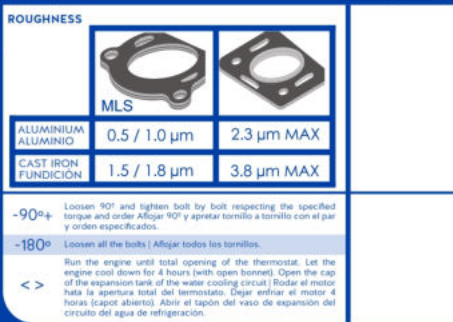 ROUGHNESS
MLS
ALUMINIUM
ALUMINIO
0.5 / 1.0 µm
2.3 µm MAX
CAST IRON
FUNDICIÓN
1.5 / 1.8 µm
3.8 µm MAX
-90º+
Loosen 90º and tighten bolt by bolt respecting the specified
torque and order Aflojar 90º y apretar tornillo a tornillo con el par
y orden especificados.
-180º
Loosen all the bolts | Aflojar todos los tornillos.
< >
Run the engine until total opening of the thermostat. Let the
engine cool down for 4 hours (with open bonnet). Open the cap
of the expansion tank of the water cooling circuit | Rodar el motor
hata la apertura total del termostato. Dejar enfriar el motor 4
horas (capot abierto). Abrir el tapón del vaso de expansión del
circuito del agua de refrigeración.